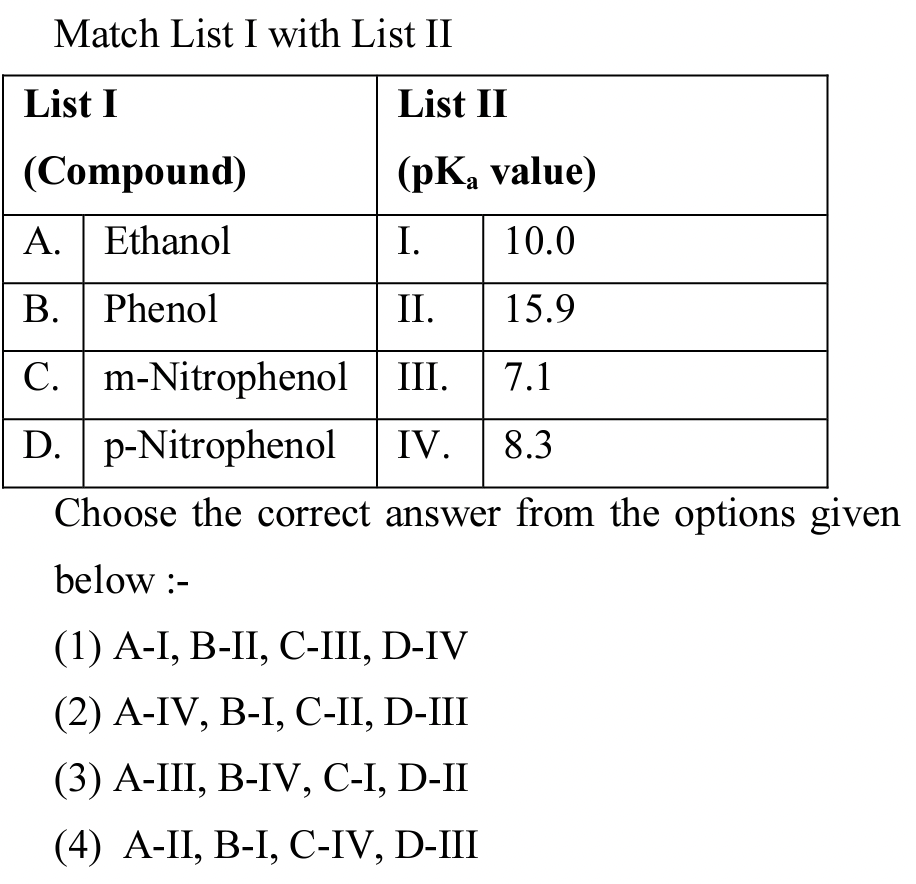 Match List I with List II
List I List II
(Compound) (pKₐ value)
A. Ethanol I. 10.0
B. Phenol II. 15.9
C. m-Nitrophenol III. 7.1
D. p-Nitrophenol IV. 8.3
Choose the correct answer from the options given
below :-
(1) A-I, B-II, C-III, D-IV
(2) A-IV, B-I, C-II, D-III
(3) A-III, B-IV, C-I, D-II
(4) A-II, B-I, C-IV, D-III